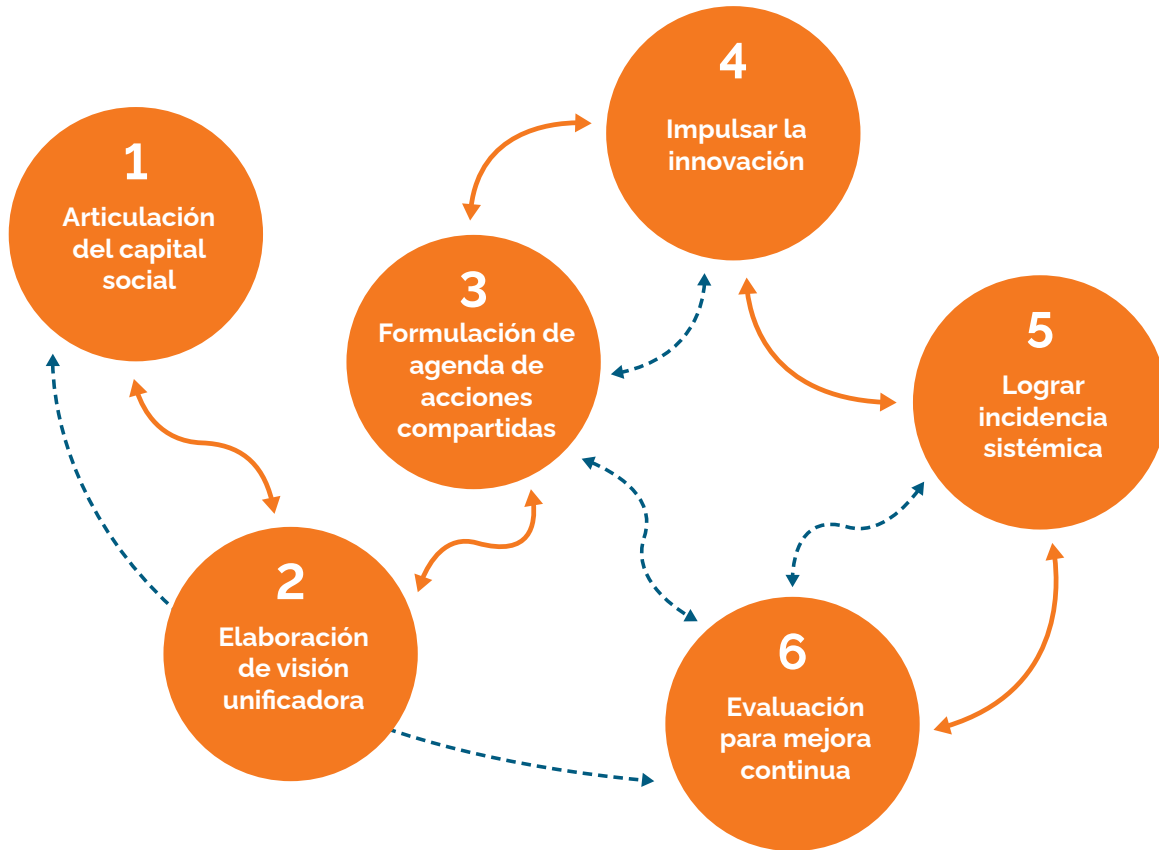 1
Articulación
del capital
social
2
Elaboración
de visión
unificadora
3
Formulación de
agenda de
acciones
compartidas
4
Impulsar la
innovación
5
Lograr
incidencia
sistémica
6
Evaluación
para mejora
continua